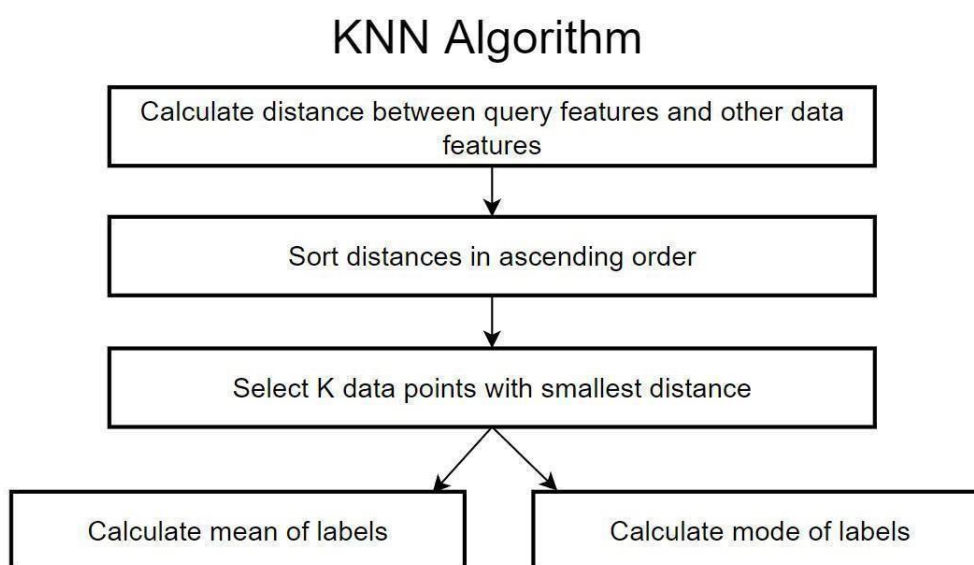 KNN Algorithm
Calculate distance between query features and other data
features
Sort distances in ascending order
Select K data points with smallest distance
Calculate mean of labels
Calculate mode of labels